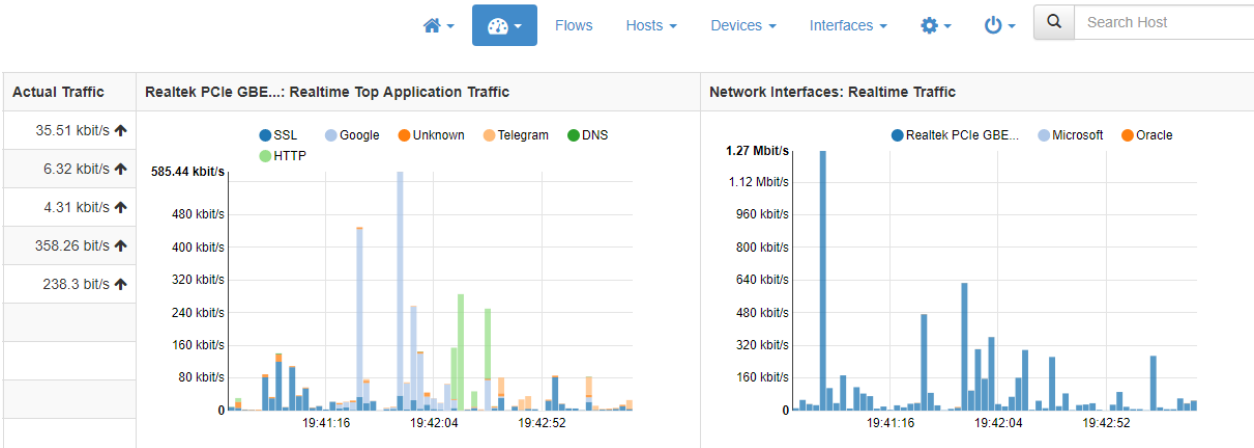 Flows Hosts Devices Interfaces Search Host
Actual Traffic
35.51 kbit/s
6.32 kbit/s
4.31 kbit/s
358.26 bit/s
238.3 bit/s
Realtek PCIe GBE...: Realtime Top Application Traffic
SSL Google Unknown Telegram DNS
HTTP
585.44 kbit/s
480 kbit/s
400 kbit/s
320 kbit/s
240 kbit/s
160 kbit/s
80 kbit/s
0
19:41:16 19:42:04 19:42:52
Network Interfaces: Realtime Traffic
Realtek PCIe GBE... Microsoft Oracle
1.27 Mbit/s
1.12 Mbit/s
960 kbit/s
800 kbit/s
640 kbit/s
480 kbit/s
320 kbit/s
160 kbit/s
0
19:41:16 19:42:04 19:42:52